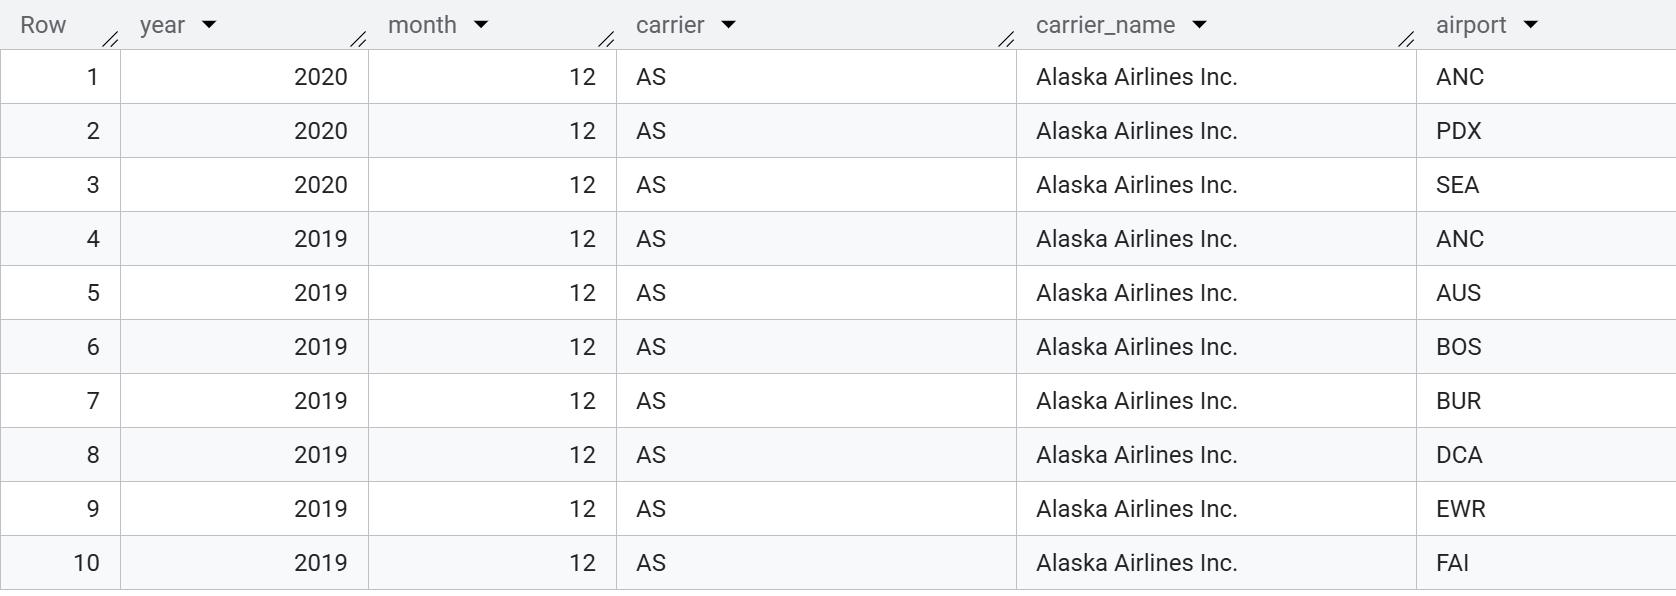 Row year month carrier carrier_name airport
1 2020 12 AS Alaska Airlines Inc. ANC
2 2020 12 AS Alaska Airlines Inc. PDX
3 2020 12 AS Alaska Airlines Inc. SEA
4 2019 12 AS Alaska Airlines Inc. ANC
5 2019 12 AS Alaska Airlines Inc. AUS
6 2019 12 AS Alaska Airlines Inc. BOS
7 2019 12 AS Alaska Airlines Inc. BUR
8 2019 12 AS Alaska Airlines Inc. DCA
9 2019 12 AS Alaska Airlines Inc. EWR
10 2019 12 AS Alaska Airlines Inc. FAI